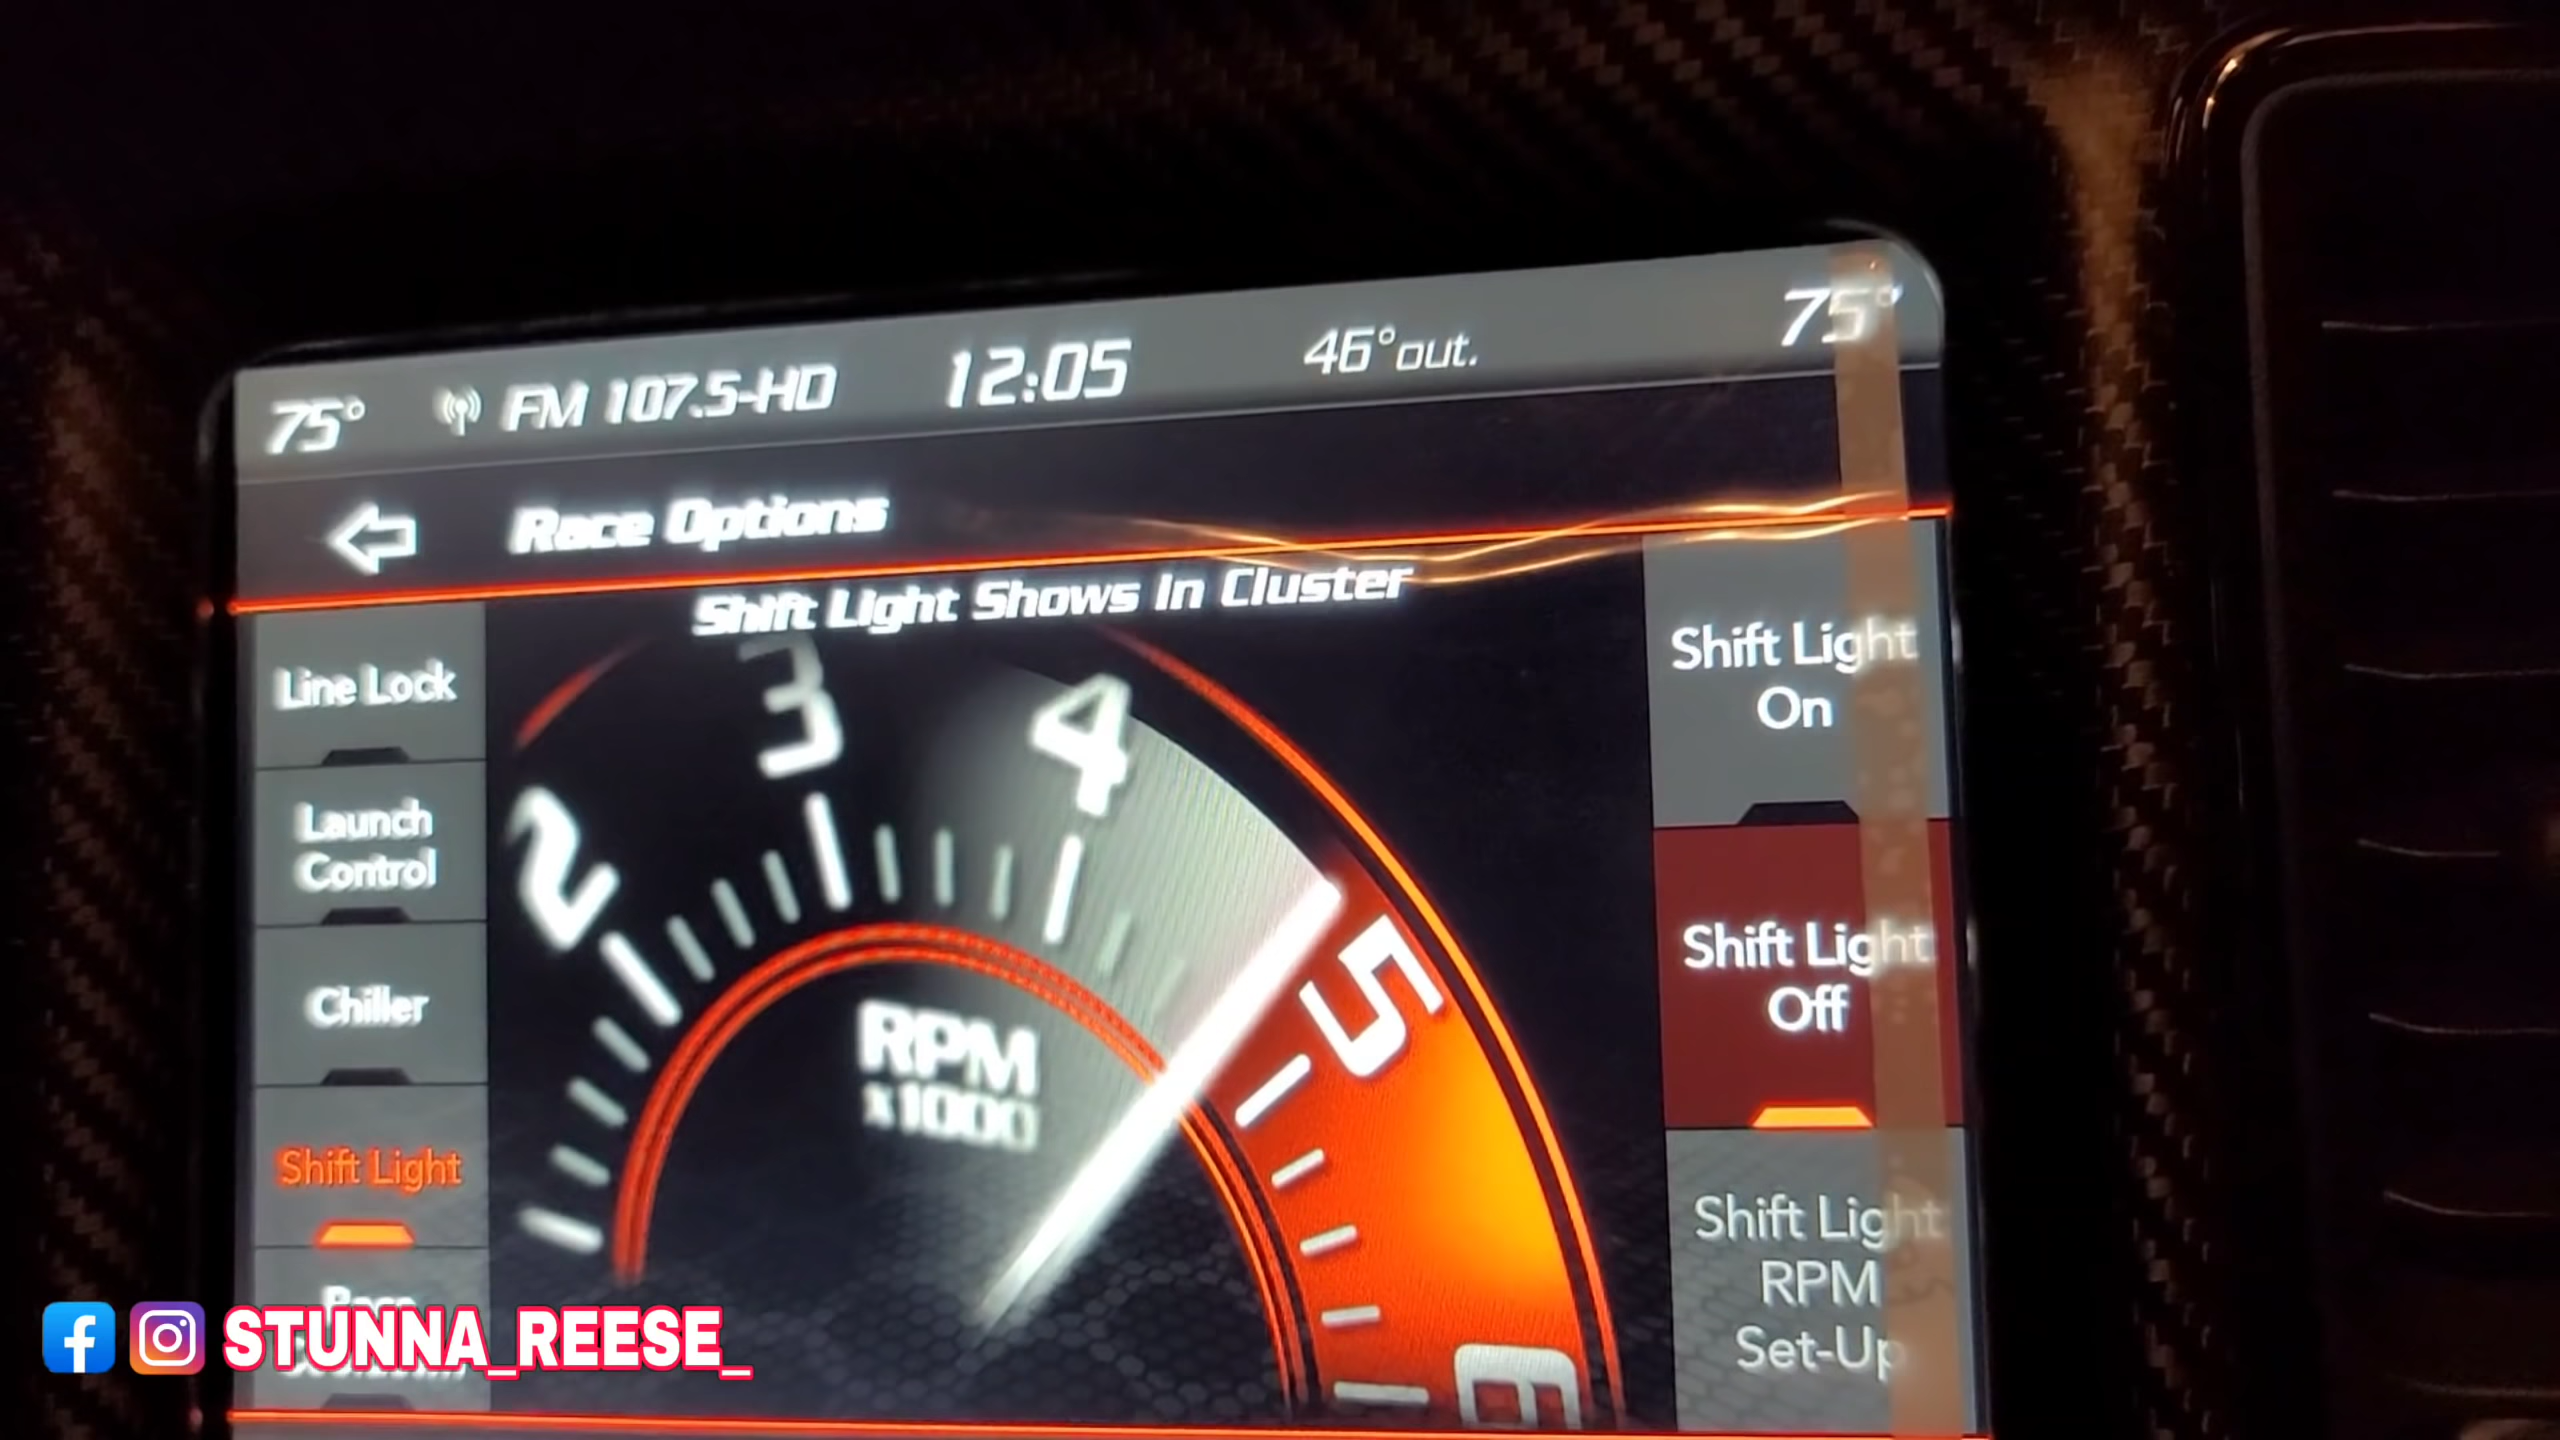 75° FM 107.5-HD 12:05 46°out. 75°
Race Options
Shift Light Shows In Cluster
Line Lock
Launch
Control
Chiller
Shift Light
Race
2
3
4
5
6
RPM
x1000
Shift Light
On
Shift Light
Off
Shift Light
RPM
Set-Up
STUNNA_REESE_